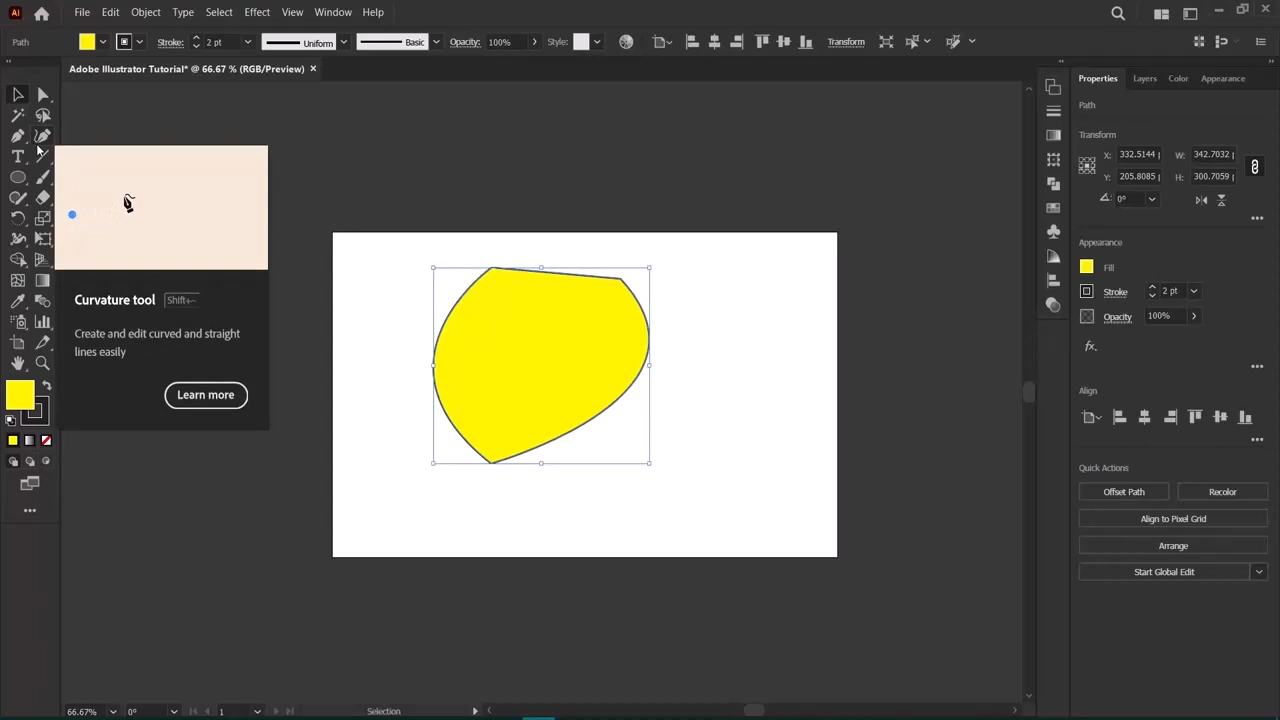 Ai File Edit Object Type Select Effect View Window Help
Path Stroke: 2 pt Uniform Basic Opacity: 100% Style: Transform
Adobe Illustrator Tutorial* @ 66.67 % (RGB/Preview) ×
Properties Layers Color Appearance
Path
Transform
X: 332.5144 p W: 342.7032 p
Y: 205.8085 p H: 300.7059 p
0°
Appearance
Fill
Stroke 2 pt
Opacity 100%
fx.
Align
Quick Actions
Offset Path Recolor
Align to Pixel Grid
Arrange
Start Global Edit
Curvature tool Shift+~
Create and edit curved and straight
lines easily
Learn more
66.67% 0° 1 Selection